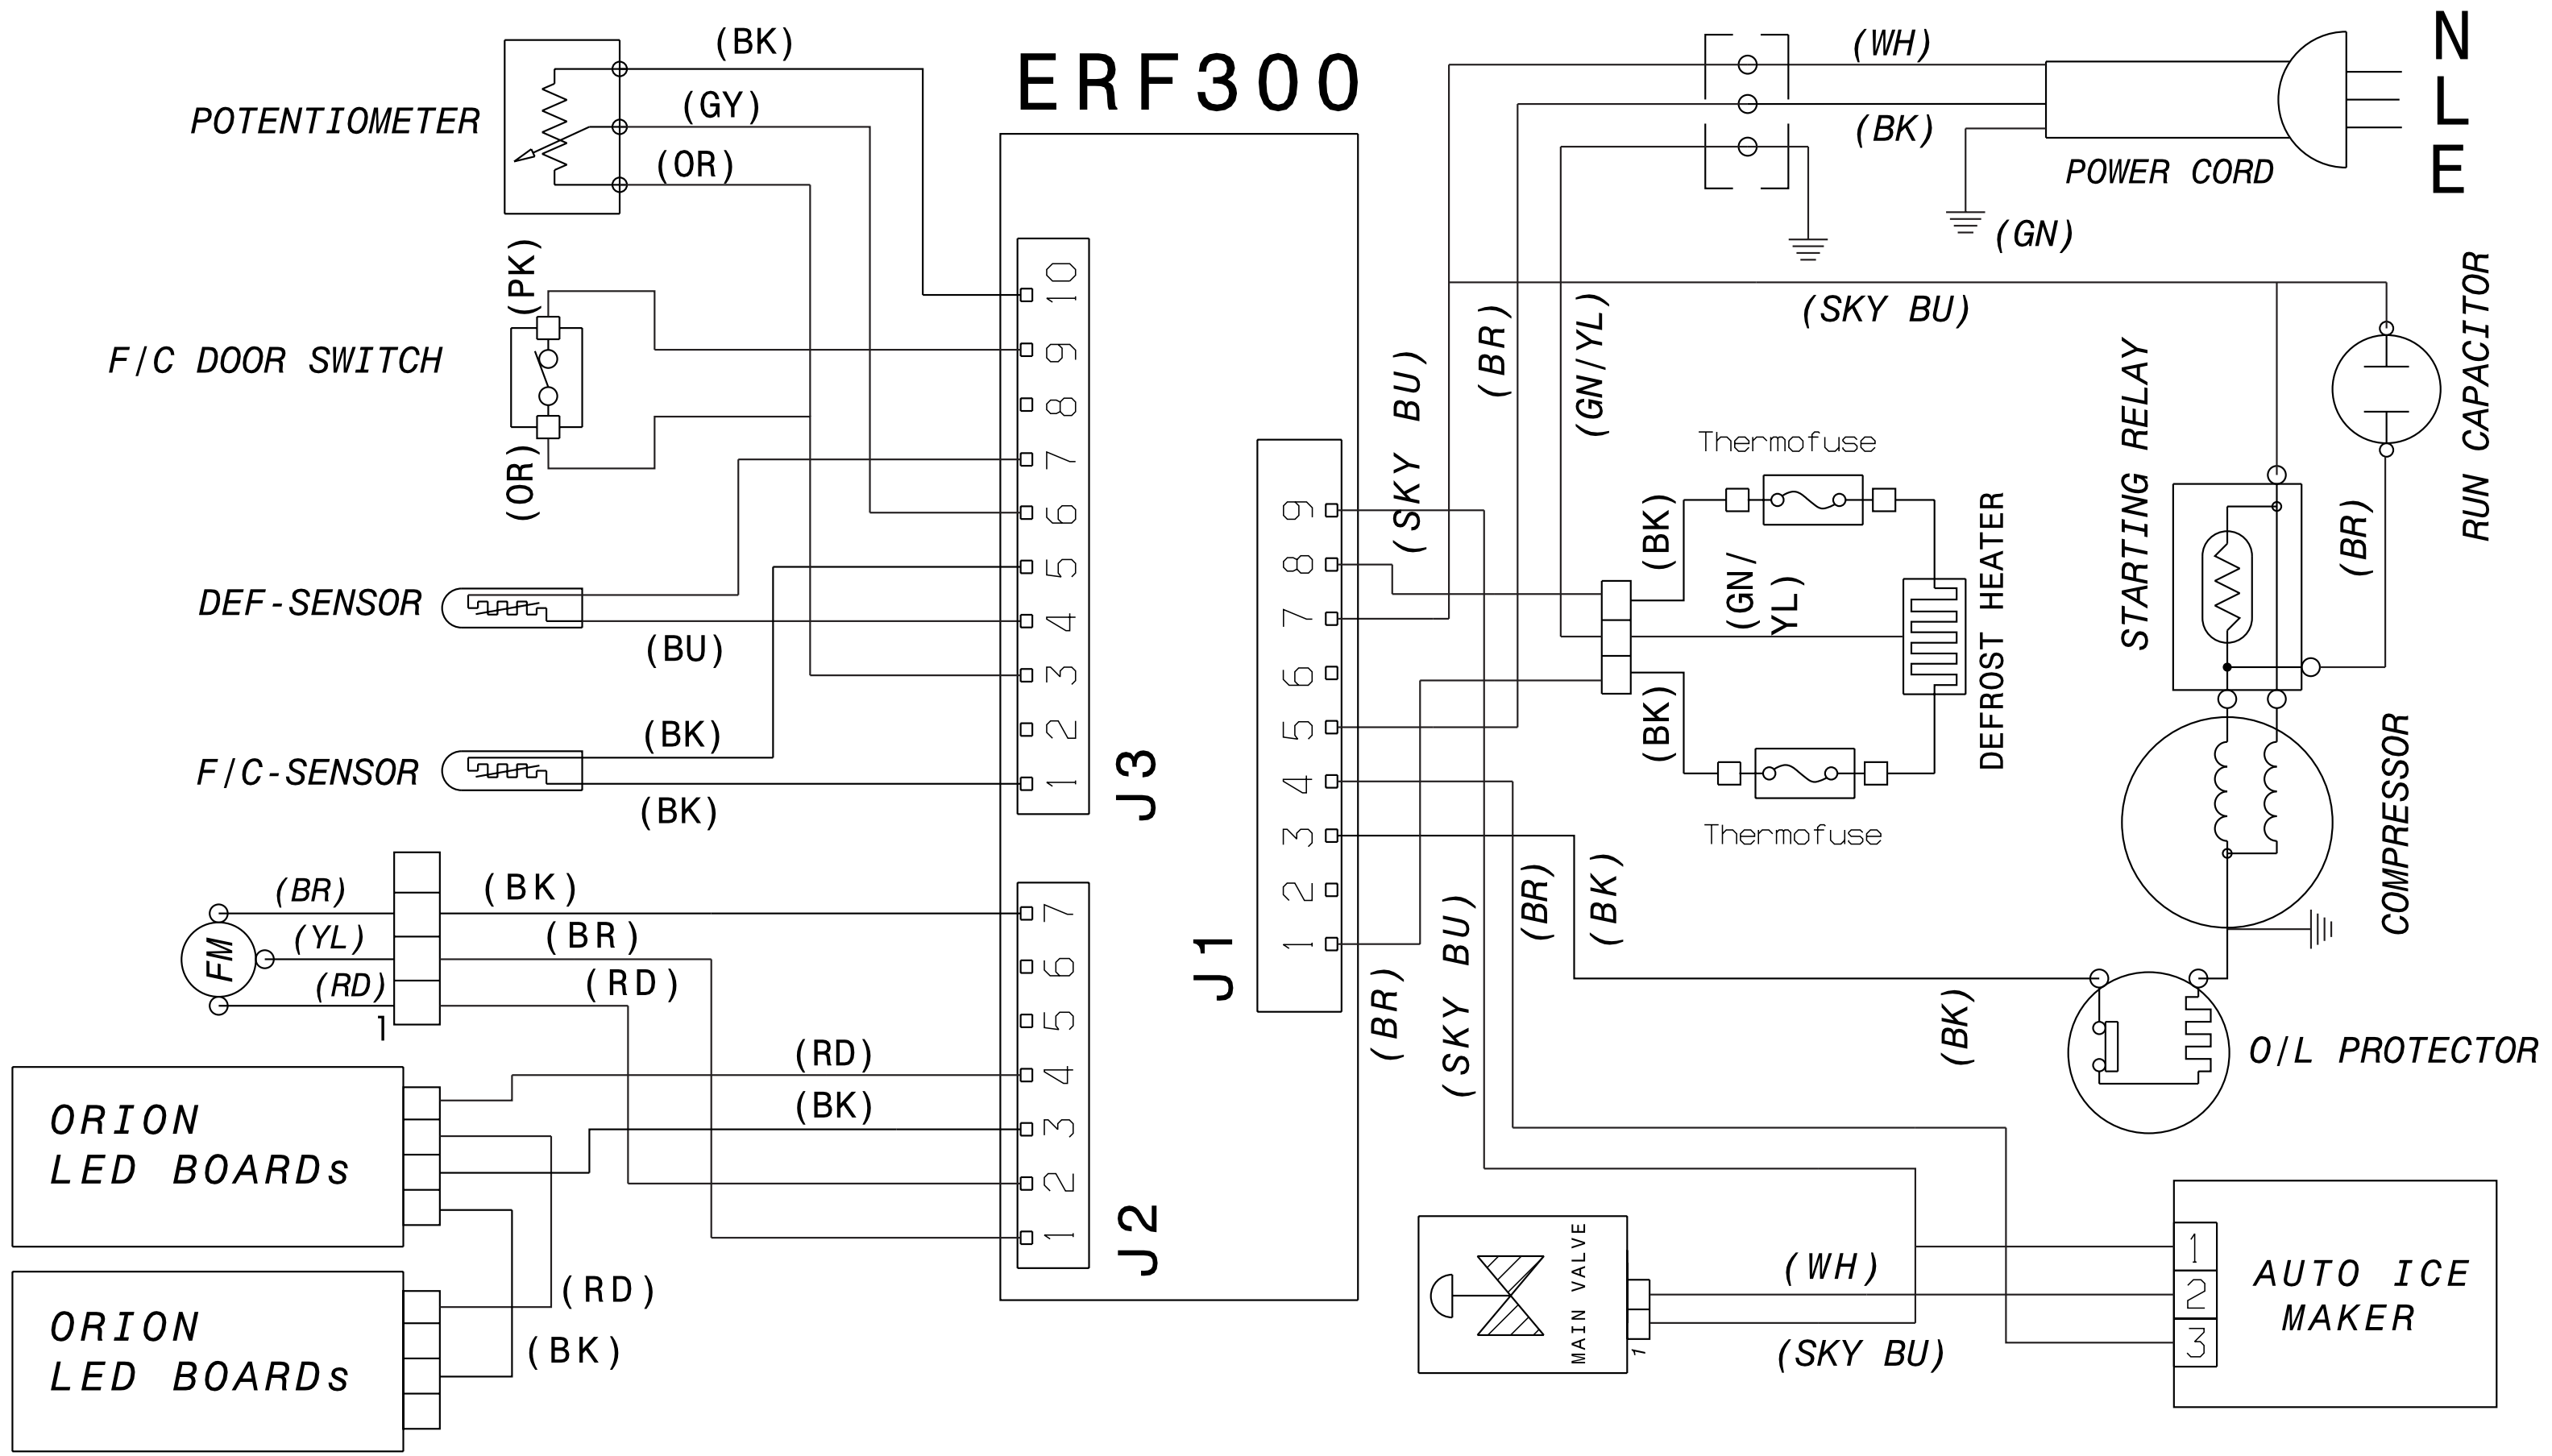 ERF300
POTENTIOMETER
(BK)
(GY)
(OR)
F/C DOOR SWITCH
(PK)
(OR)
DEF-SENSOR
(BU)
F/C-SENSOR
(BK)
(BK)
10
9
8
7
6
5
4
3
2
1
J3
FM
(BR)
(YL)
(RD)
1
(BK)
(BR)
(RD)
7
6
5
4
3
2
1
J2
(RD)
(BK)
ORION
LED BOARDs
(RD)
(BK)
ORION
LED BOARDs
9
8
7
6
5
4
3
2
1
J1
(WH)
(BK)
POWER CORD
N
L
E
(GN)
(SKY BU)
(SKY BU)
(BR)
(GN/YL)
Thermofuse
(BK)
(GN/
YL)
(BK)
Thermofuse
DEFROST HEATER
STARTING RELAY
(BR)
RUN CAPACITOR
COMPRESSOR
(BR)
(SKY BU)
(BR)
(BK)
(BK)
O/L PROTECTOR
MAIN VALVE
1
(WH)
(SKY BU)
1
2
3
AUTO ICE
MAKER